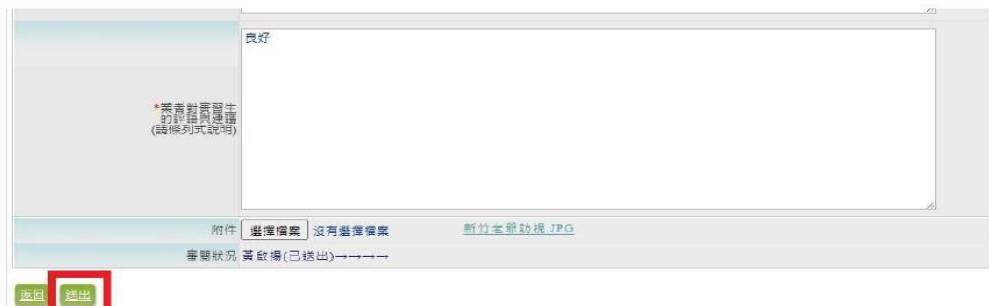 良好
*業者對實習生
的評語與建議
(請條列式說明)
附件 選擇檔案 沒有選擇檔案 新竹老爺訪視.JPG
審閱狀況 黃啟揚(已送出)→→→→
返回 送出